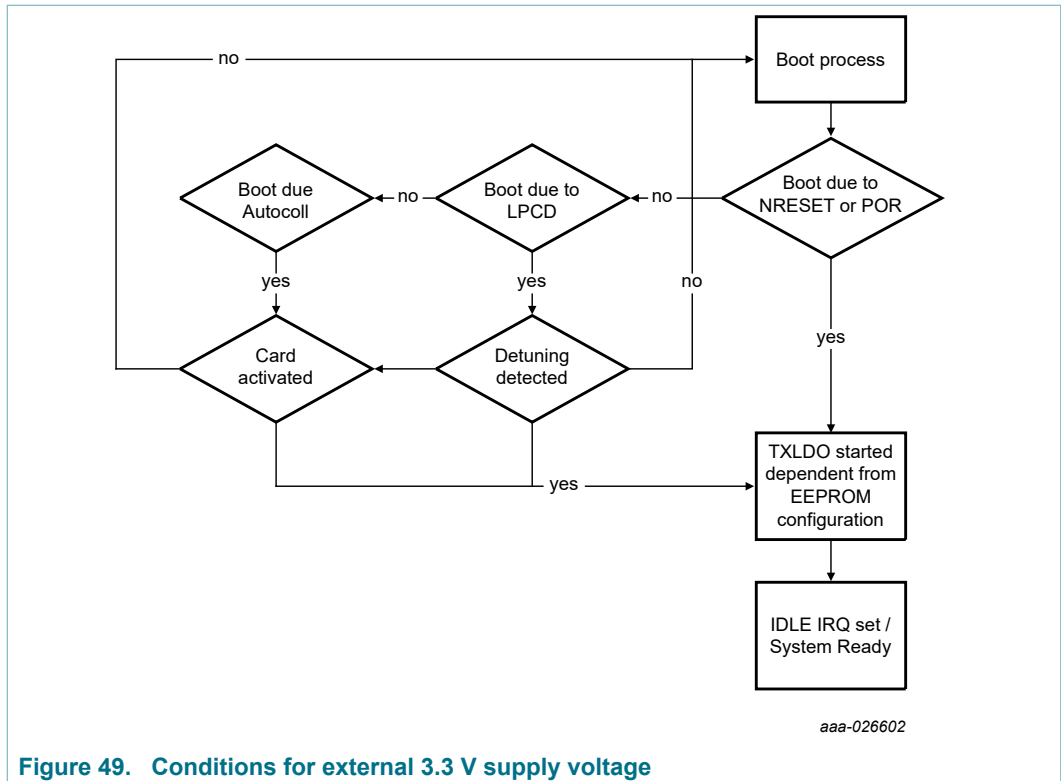 no
Boot process
Boot due
Autocoll
no
Boot due to
LPCD
no
Boot due to
NRESET or POR
yes
yes
no
yes
Card
activated
Detuning
detected
yes
TXLDO started
dependent from
EEPROM
configuration
IDLE IRQ set /
System Ready
aaa-026602
Figure 49. Conditions for external 3.3 V supply voltage